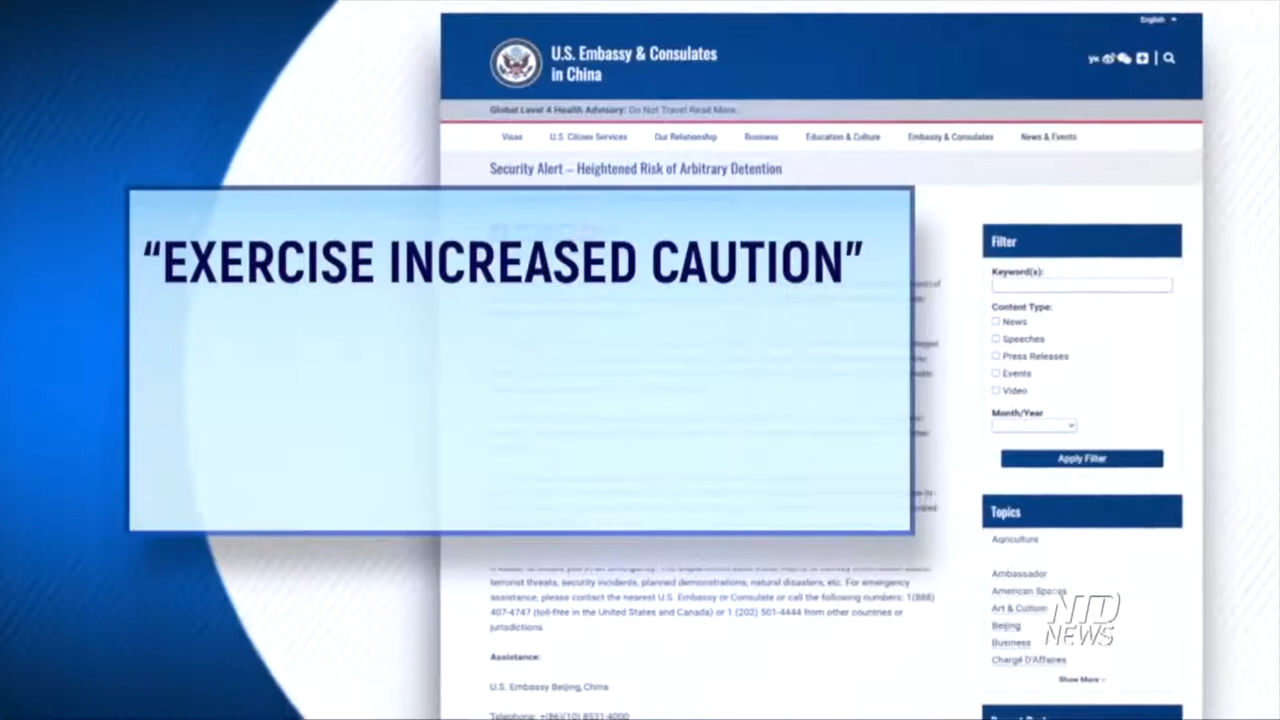 English
U.S. Embassy & Consulates
in China
Global Level 4 Health Advisory: Do Not Travel Read More.
Visas U.S. Citizen Services Our Relationship Business Education & Culture Embassy & Consulates News & Events
Security Alert – Heightened Risk of Arbitrary Detention
“EXERCISE INCREASED CAUTION”
terrorist threats, security incidents, planned demonstrations, natural disasters, etc. For emergency
assistance, please contact the nearest U.S. Embassy or Consulate or call the following numbers: 1(888)
407-4747 (toll-free in the United States and Canada) or 1 (202) 501-4444 from other countries or
jurisdictions
Assistance:
U.S. Embassy Beijing, China
Telephone: +(86)(10) 8531-4000
Filter
Keyword(s):
Content Type:
News
Speeches
Press Releases
Events
Video
Month/Year
Apply Filter
Topics
Agriculture
Ambassador
American Spaces
Art & Culture
Beijing
Business
Chargé D'Affaires
Show More
NTD
NEWS